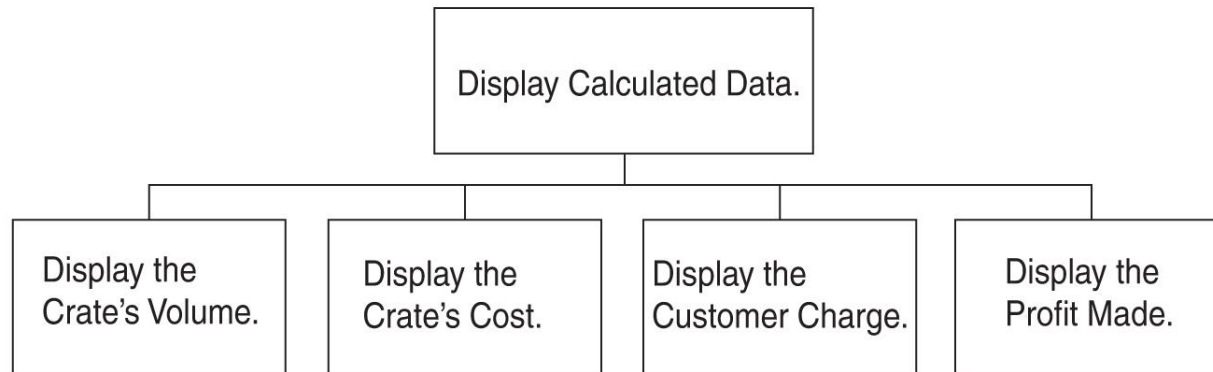 Display Calculated Data.
Display the
Crate’s Volume.
Display the
Crate’s Cost.
Display the
Customer Charge.
Display the
Profit Made.